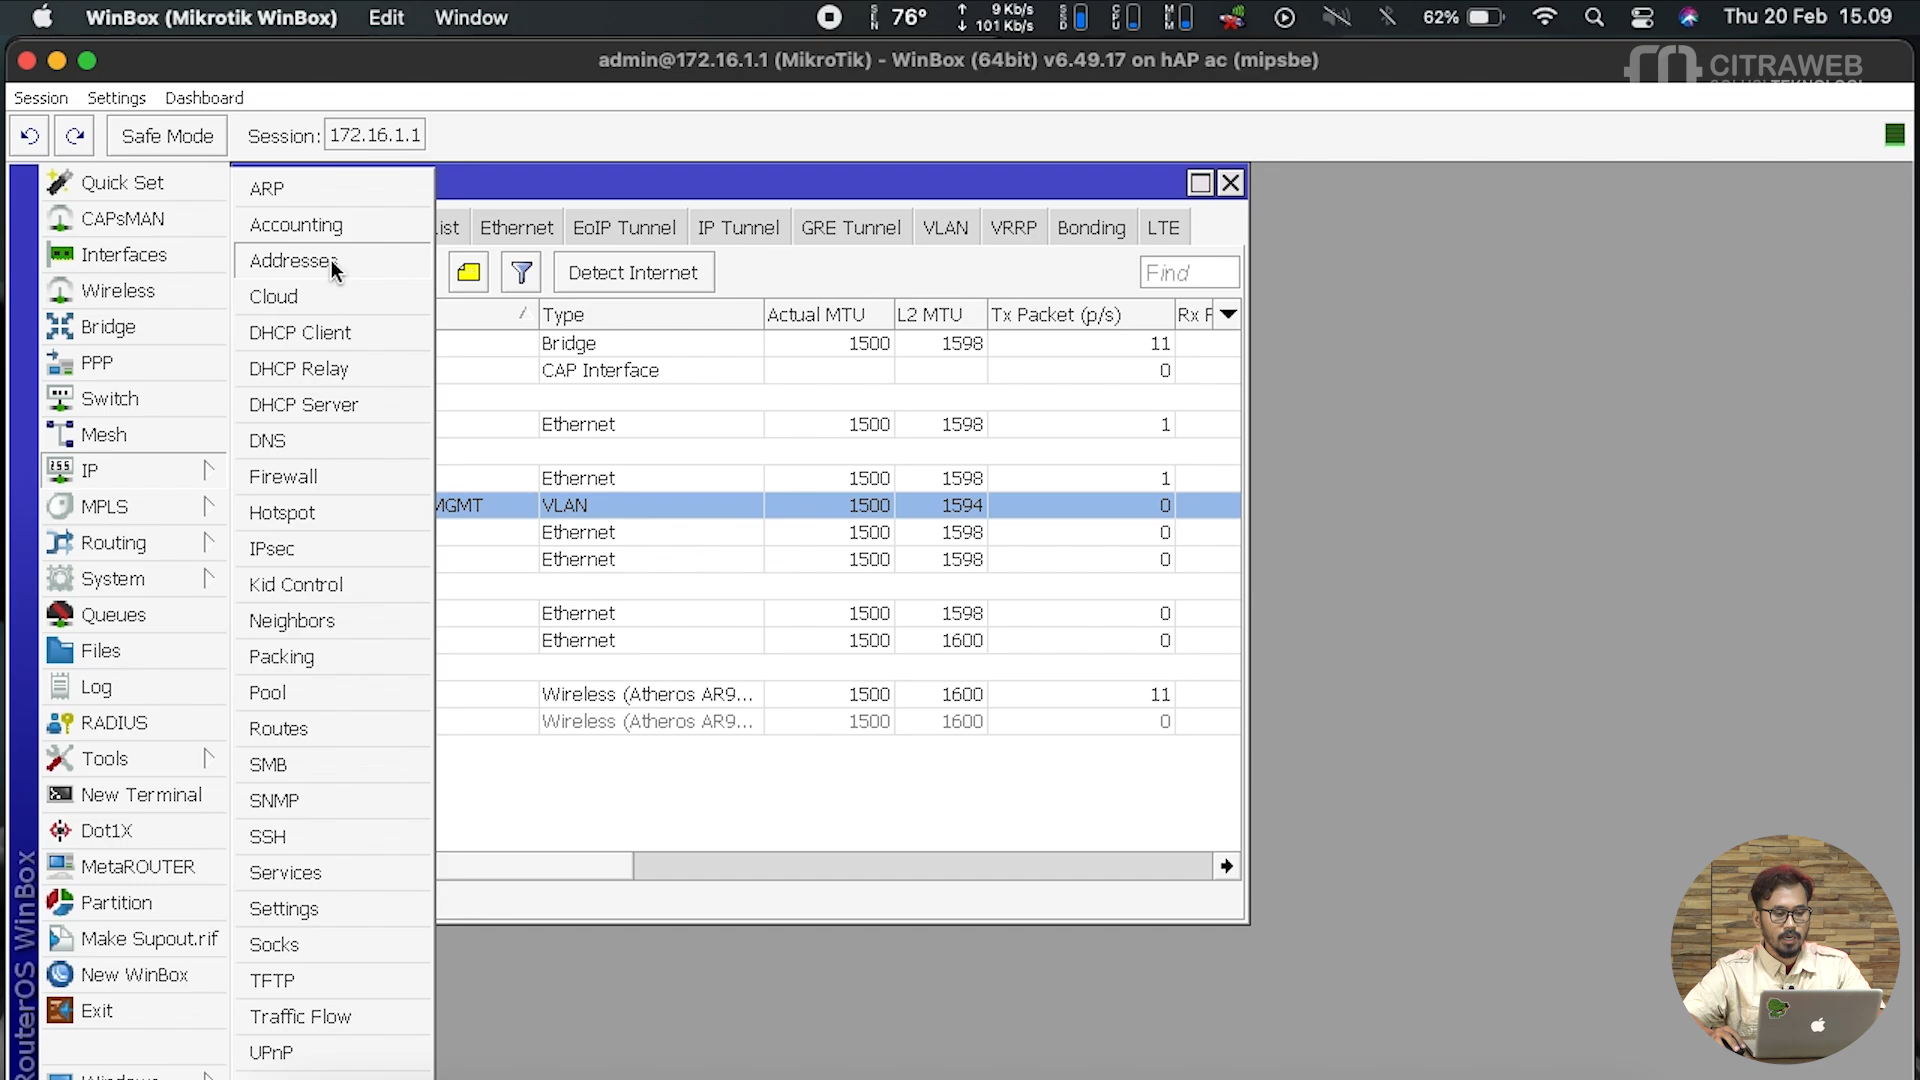 WinBox (Mikrotik WinBox) Edit Window 76° 9 Kb/s 101 Kb/s 62% Thu 20 Feb 15.09
admin@172.16.1.1 (MikroTik) - WinBox (64bit) v6.49.17 on hAP ac (mipsbe)
CITRAWEB
Session Settings Dashboard
Safe Mode Session: 172.16.1.1
Quick Set
CAPsMAN
Interfaces
Wireless
Bridge
PPP
Switch
Mesh
IP
MPLS
Routing
System
Queues
Files
Log
RADIUS
Tools
New Terminal
Dot1X
MetaROUTER
Partition
Make Supout.rif
New WinBox
Exit
RouterOS WinBox
ARP
Accounting
Addresses
Cloud
DHCP Client
DHCP Relay
DHCP Server
DNS
Firewall
Hotspot
IPsec
Kid Control
Neighbors
Packing
Pool
Routes
SMB
SNMP
SSH
Services
Settings
Socks
TFTP
Traffic Flow
UPnP
ist Ethernet EoIP Tunnel IP Tunnel GRE Tunnel VLAN VRRP Bonding LTE
Detect Internet Find
Type Actual MTU L2 MTU Tx Packet (p/s) Rx
Bridge 1500 1598 11
CAP Interface 0
Ethernet 1500 1598 1
Ethernet 1500 1598 1
MGMT VLAN 1500 1594 0
Ethernet 1500 1598 0
Ethernet 1500 1598 0
Ethernet 1500 1598 0
Ethernet 1500 1600 0
Wireless (Atheros AR9... 1500 1600 11
Wireless (Atheros AR9... 1500 1600 0